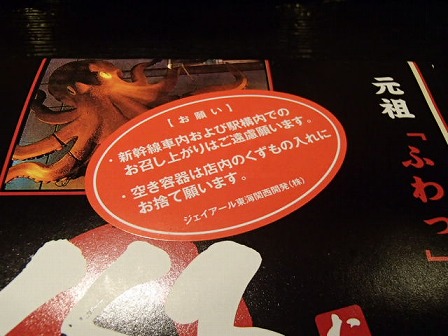 [お願い]
・新幹線車内および駅構内での
お召し上がりはご遠慮願います。
・空き容器は店内のくずもの入れに
お捨て願います。
ジェイアール東海関西開発(株)
元祖
「ふわっ」